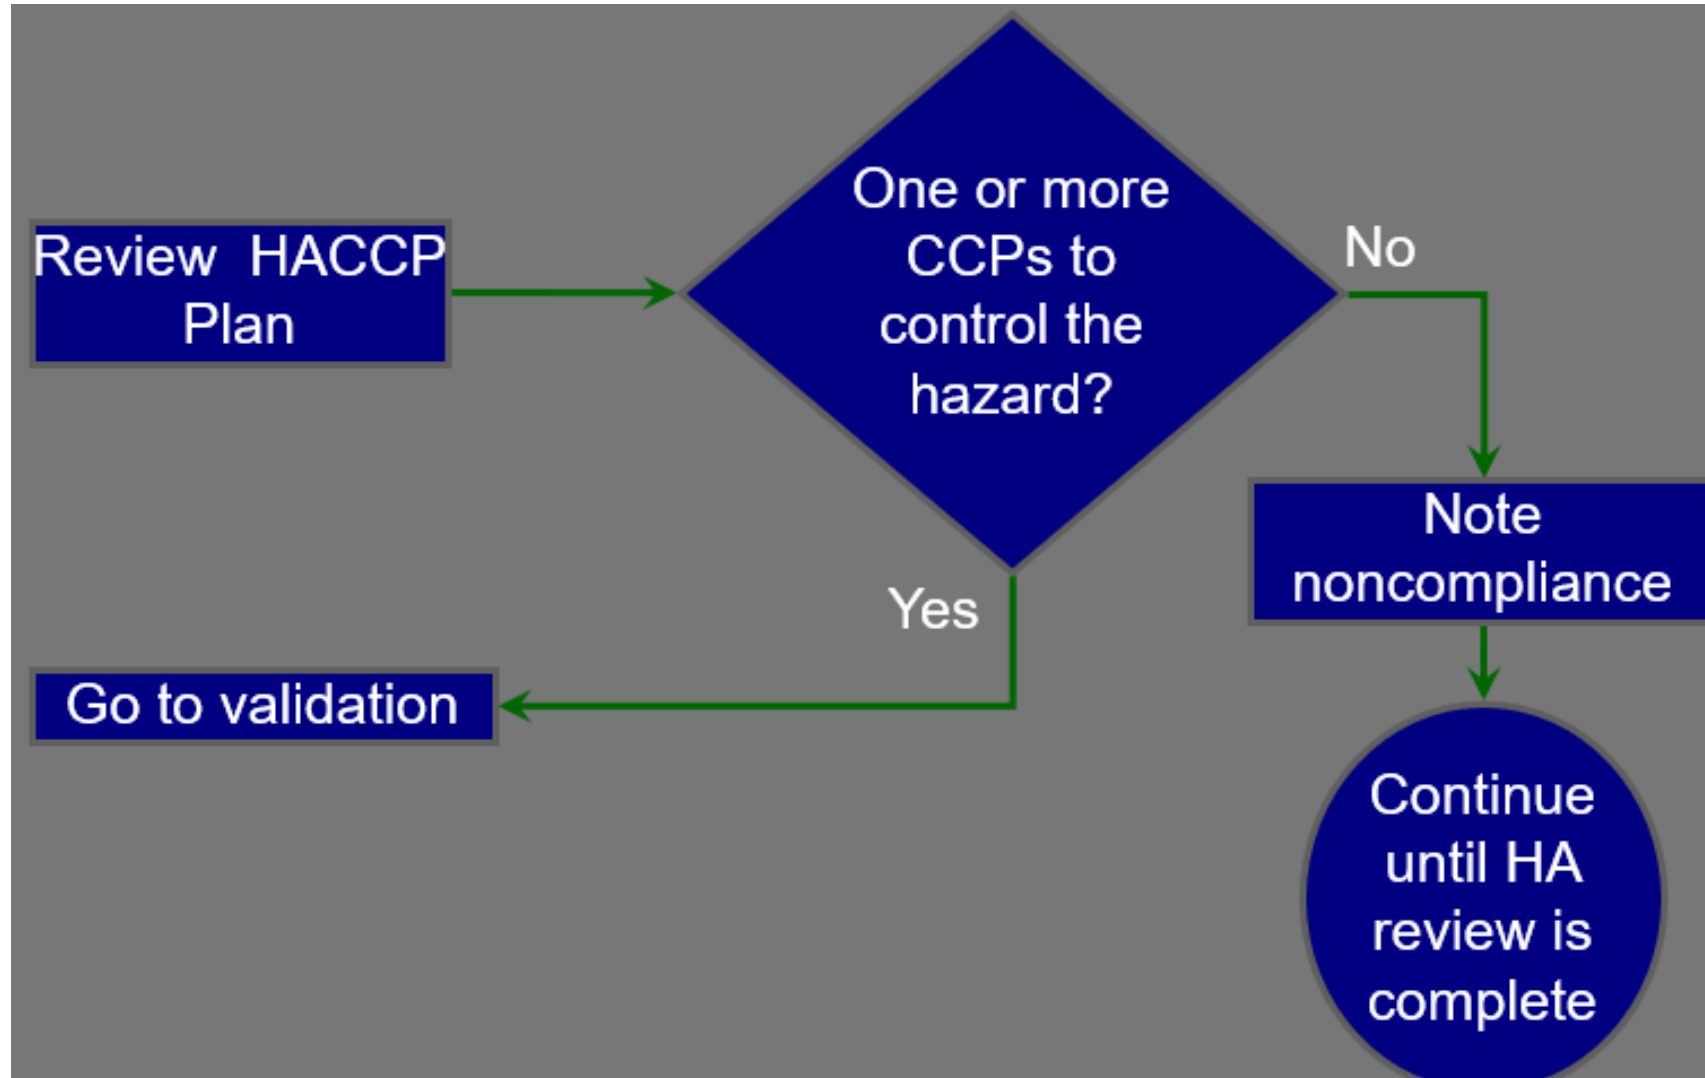 Review HACCP
Plan
One or more
CCPs to
control the
hazard?
No
Note
noncompliance
Yes
Go to validation
Continue
until HA
review is
complete